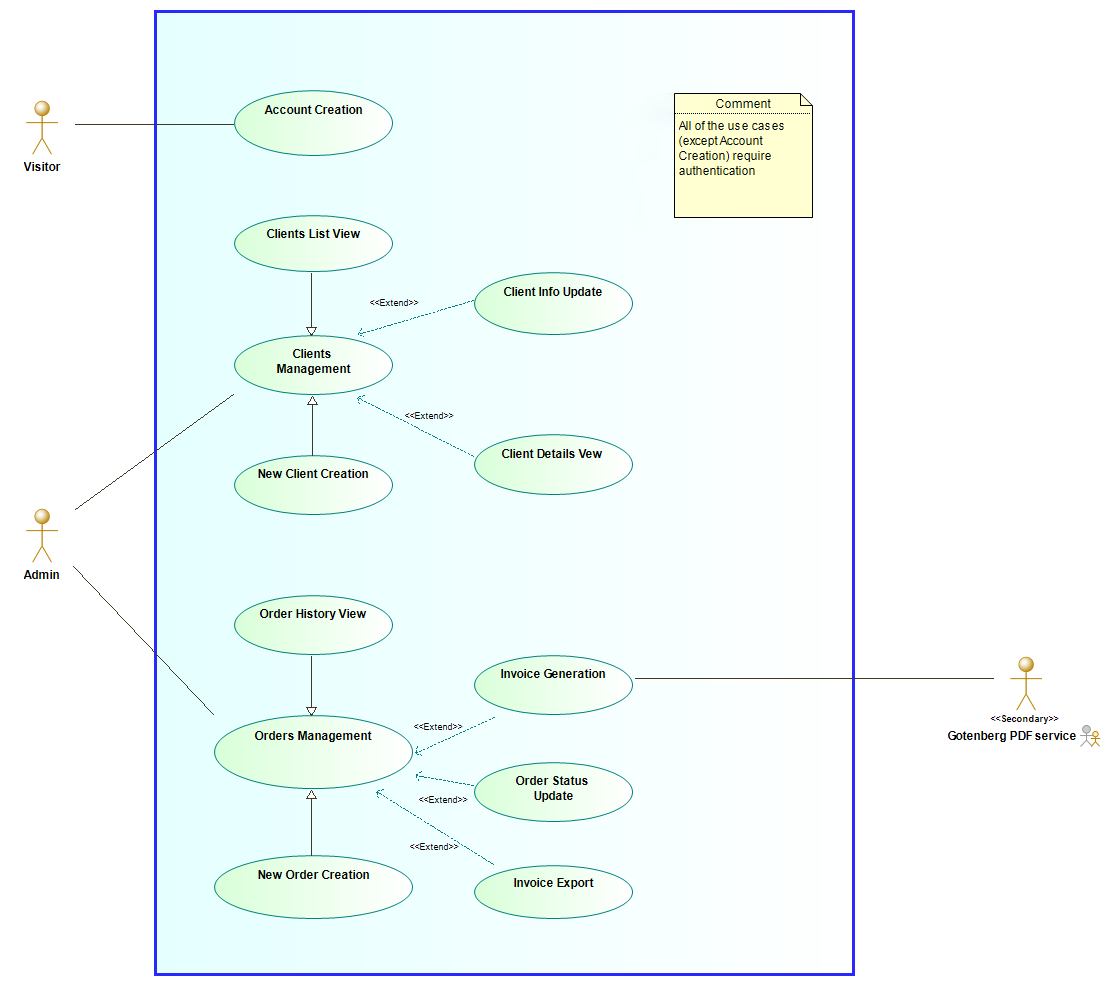 Account Creation
Comment
All of the use cases
(except Account
Creation) require
authentication
Visitor
Clients List View
Client Info Update
<<Extend>>
Clients
Management
<<Extend>>
Client Details Vew
New Client Creation
Admin
Order History View
Invoice Generation
<<Secondary>>
Gotenberg PDF service
<<Extend>>
Orders Management
Order Status
Update
<<Extend>>
<<Extend>>
New Order Creation
Invoice Export